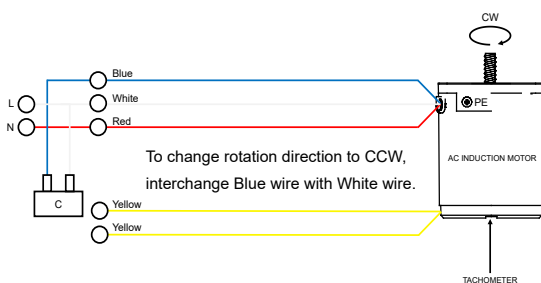 CW
Blue
L
White
PE
N
Red
To change rotation direction to CCW,
interchange Blue wire with White wire.
AC INDUCTION MOTOR
C
Yellow
Yellow
TACHOMETER